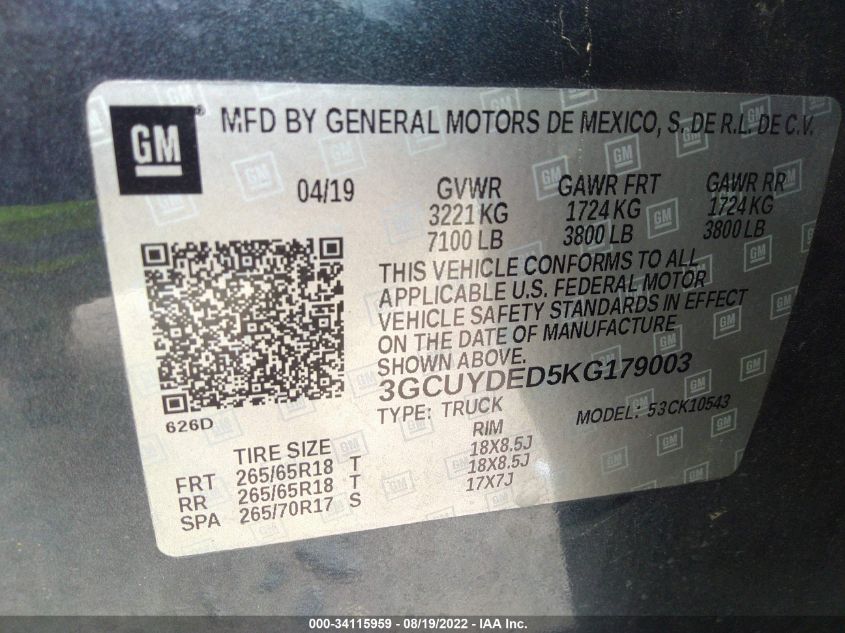 GM
MFD BY GENERAL MOTORS DE MEXICO, S. DE R.L. DE C.V.
04/19 GVWR GAWR FRT GAWR RR
3221 KG 1724 KG 1724 KG
7100 LB 3800 LB 3800 LB
THIS VEHICLE CONFORMS TO ALL
APPLICABLE U.S. FEDERAL MOTOR
VEHICLE SAFETY STANDARDS IN EFFECT
ON THE DATE OF MANUFACTURE
SHOWN ABOVE.
3GCUYDED5KG179003
626D
TYPE: TRUCK MODEL: 53CK10543
TIRE SIZE RIM
FRT 265/65R18 T 18X8.5J
RR 265/65R18 T 18X8.5J
SPA 265/70R17 S 17X7J
000-34115959 - 08/19/2022 - IAA Inc.